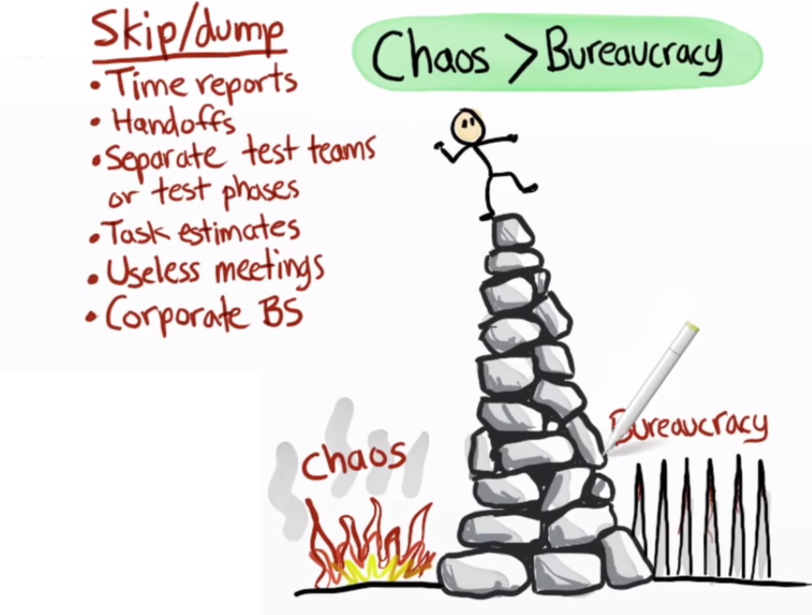 Skip/dump
• Time reports
• Handoffs
• Separate test teams
or test phases
• Task estimates
• Useless meetings
• Corporate BS
Chaos > Bureaucracy
chaos
Bureaucracy